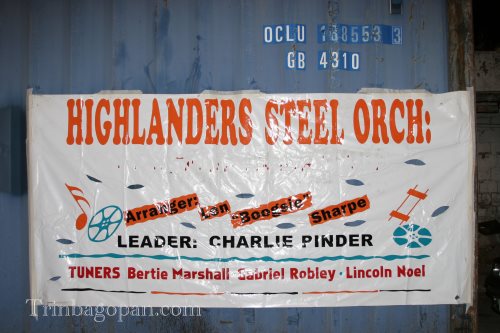 OCLU 188553 3
GB 4310
HIGHLANDERS STEEL ORCH:
Arranger: Len "Boogsie" Sharpe
LEADER: CHARLIE PINDER
TUNERS Bertie Marshall Gabriel Robley · Lincoln Noel
Trinbagopan.com